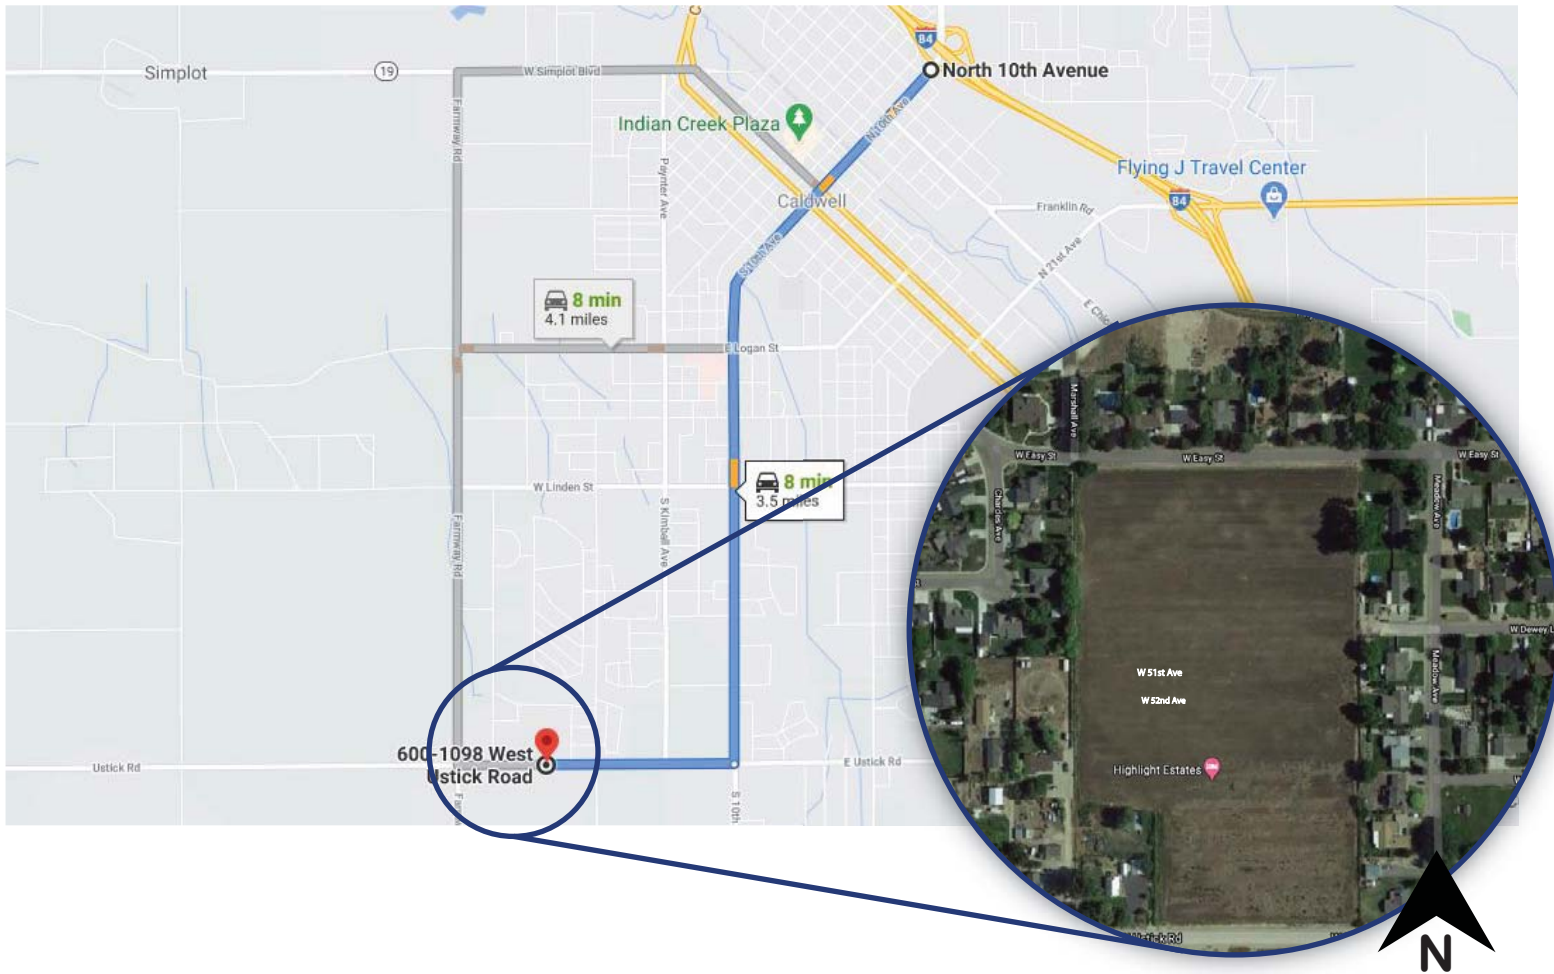 C
84
Simplot
19
W Simplot Blvd
North 10th Avenue
Farmway Rd
Indian Creek Plaza
N 10th Ave
Paynter Ave
Flying J Travel Center
Caldwell
84
Franklin Rd
S 10th Ave
N 21st Ave
8 min
4.1 miles
E Chic
E Logan St
W Linden St
8 min
3.5 miles
S Kimball Ave
Farmway Rd
600-1098 West
Ustick Road
Ustick Rd
E Ustick Rd
Farm
S 10th
Marshall Ave
W Easy St
W Easy St
W Easy St
Charles Ave
Meadow Ave
W Dewey L
Meadow Ave
W 51st Ave
W 52nd Ave
Highlight Estates
Ustick Rd
N